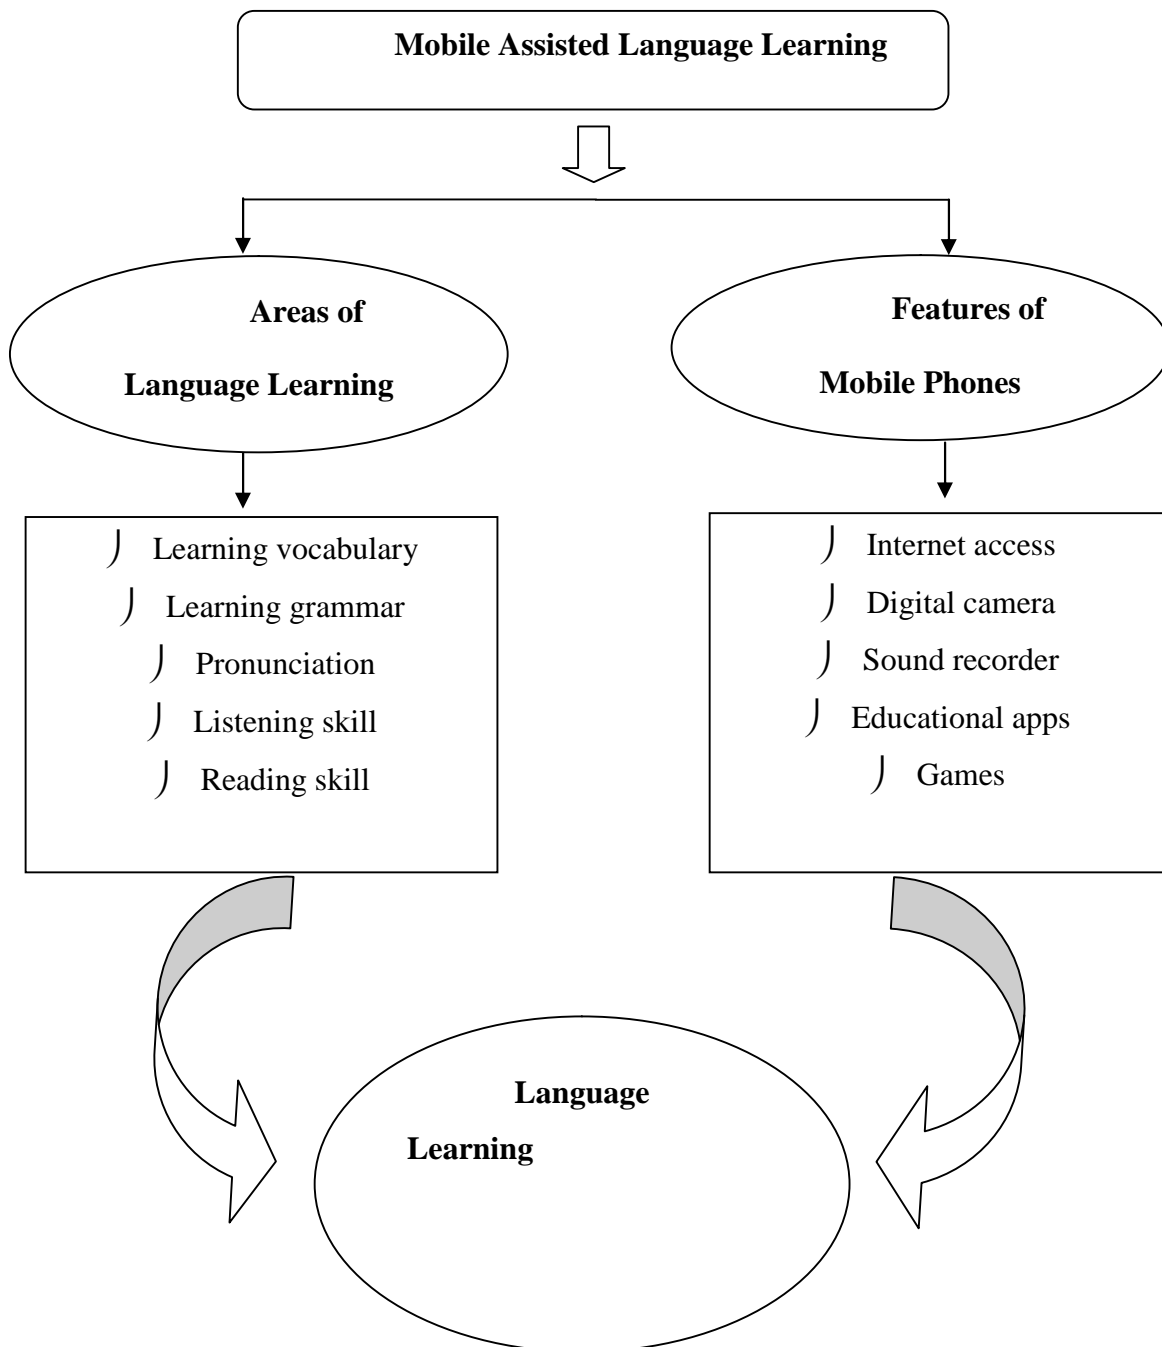 Mobile Assisted Language Learning
Areas of
Language Learning
Features of
Mobile Phones
Learning vocabulary
Learning grammar
Pronunciation
Listening skill
Reading skill
Internet access
Digital camera
Sound recorder
Educational apps
Games
Language
Learning